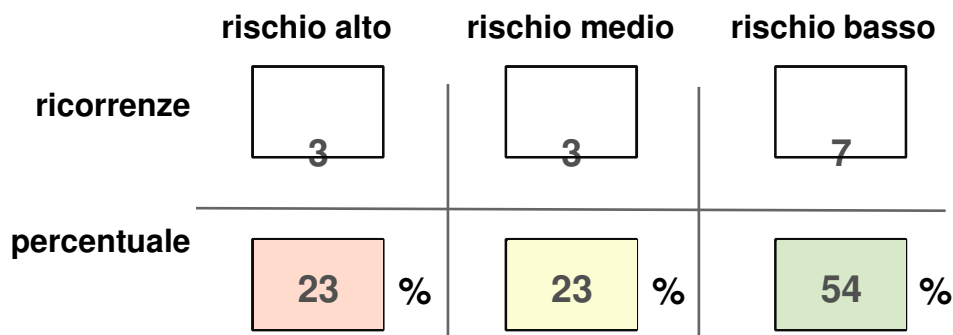 rischio alto rischio medio rischio basso
ricorrenze
3 3 7
percentuale
23 % 23 % 54 %